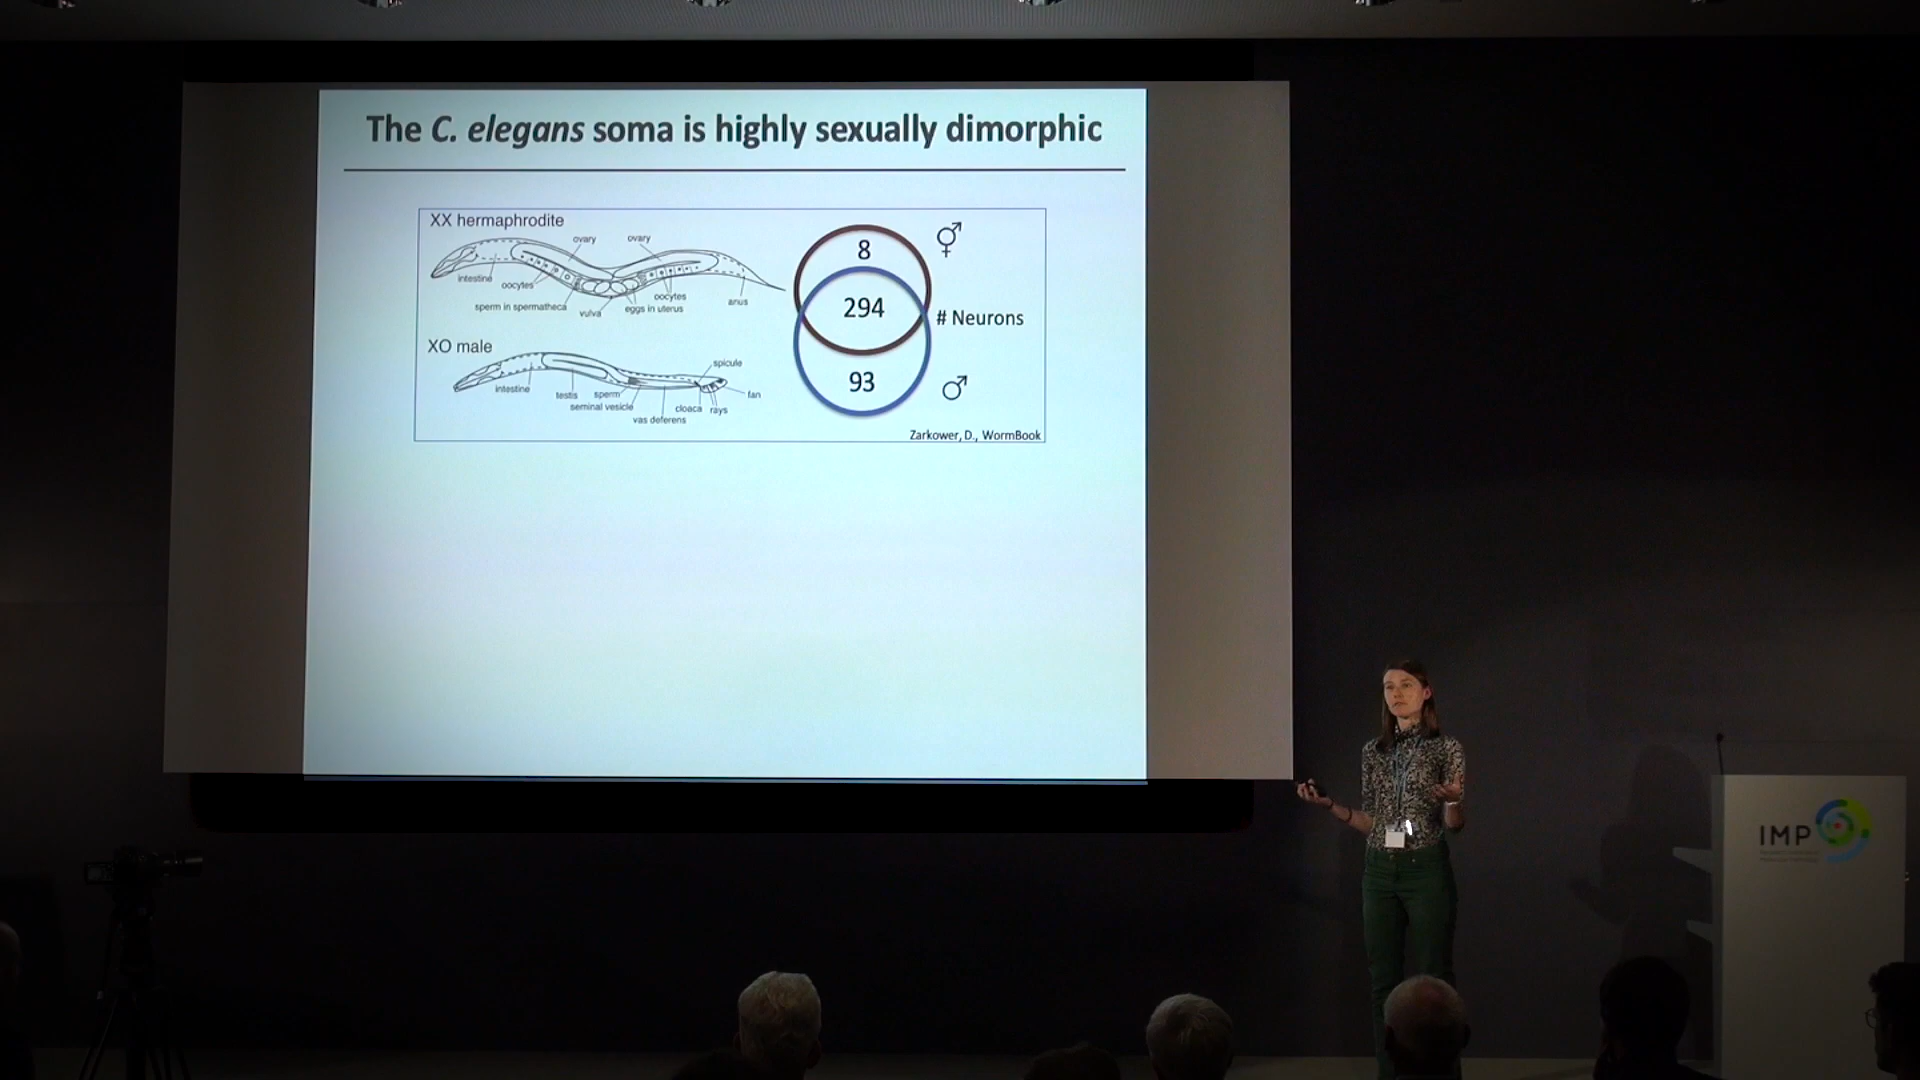 The C. elegans soma is highly sexually dimorphic
XX hermaphrodite
ovary
ovary
intestine
oocytes
sperm in spermatheca
vulva
eggs in uterus
oocytes
anus
XO male
spicule
intestine
testis
sperm
seminal vesicle
vas deferens
cloaca
rays
fan
8
294
# Neurons
93
Zarkower, D., WormBook
IMP